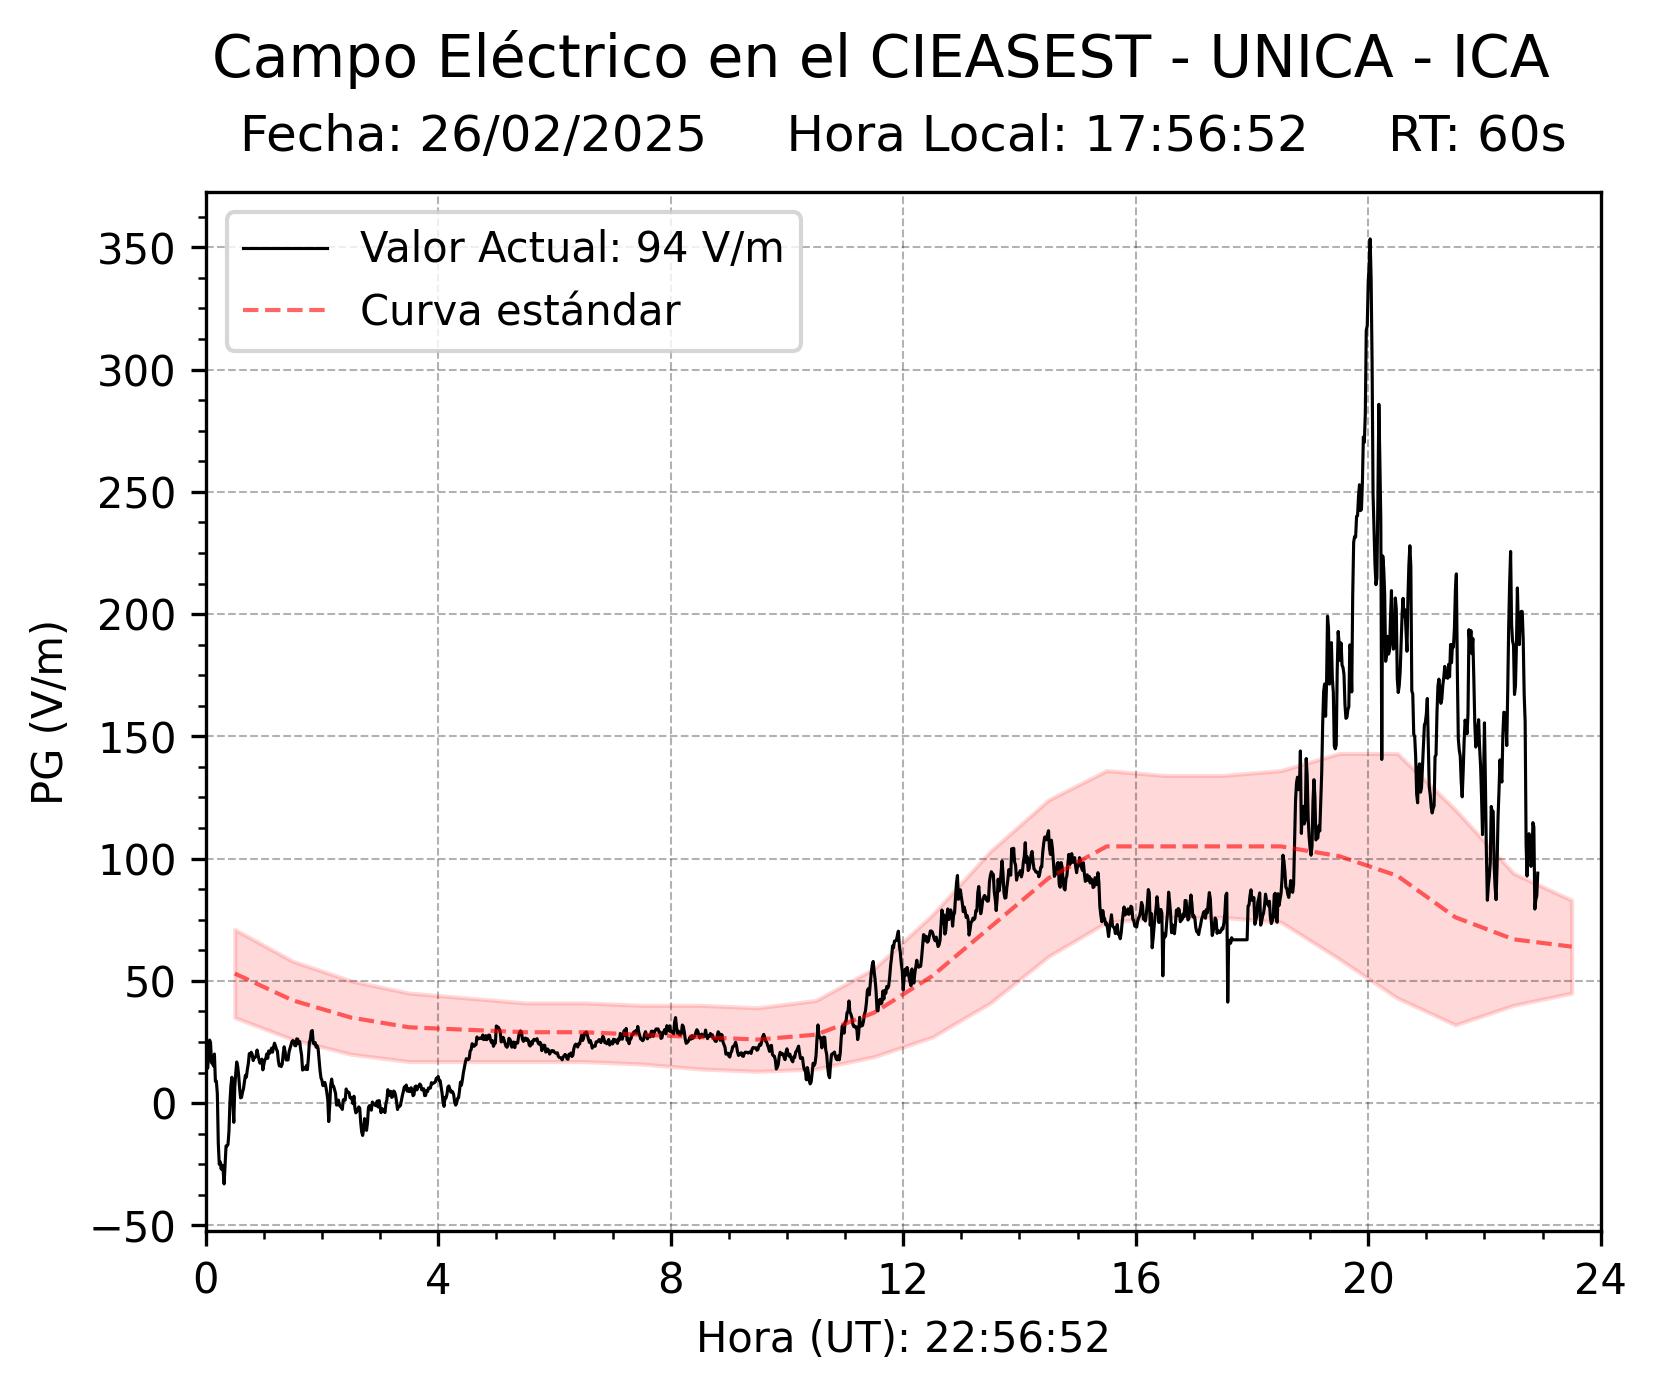 Campo Eléctrico en el CIEASEST - UNICA - ICA
Fecha: 26/02/2025 Hora Local: 17:56:52 RT: 60s
Valor Actual: 94 V/m
Curva estándar
PG (V/m)
350
300
250
200
150
100
50
0
−50
0 4 8 12 16 20 24
Hora (UT): 22:56:52